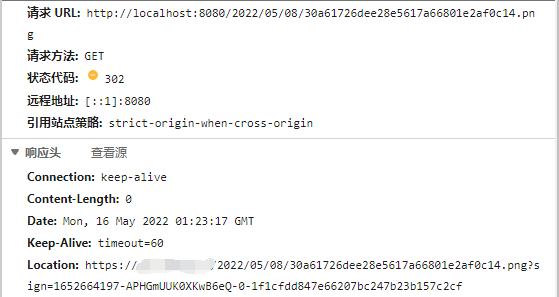 请求 URL: http://localhost:8080/2022/05/08/30a61726dee28e5617a66801e2af0c14.pn
g
请求方法: GET
状态代码: 302
远程地址: [::1]:8080
引用站点策略: strict-origin-when-cross-origin
响应头 查看源
Connection: keep-alive
Content-Length: 0
Date: Mon, 16 May 2022 01:23:17 GMT
Keep-Alive: timeout=60
Location: https:/ /2022/05/08/30a61726dee28e5617a66801e2af0c14.png?s
ign=1652664197-APHGmUUK0XKwB6eQ-0-1f1cfdd847e66207bc247b23b157c2cf